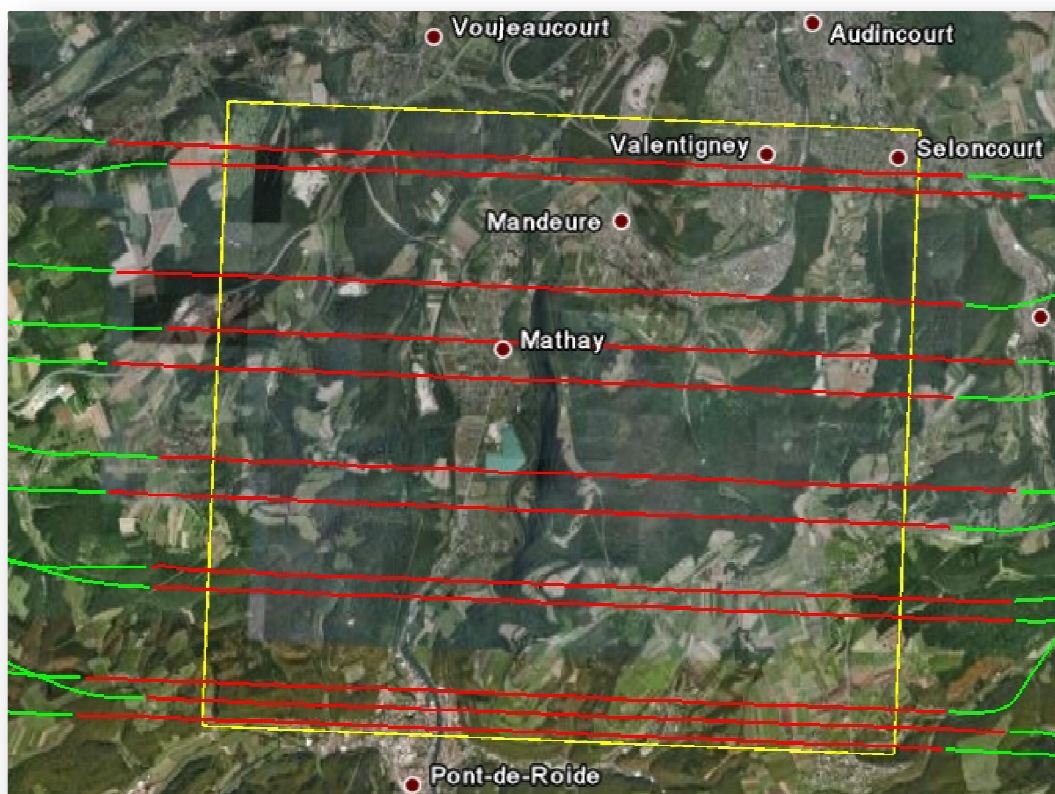 Voujeaucourt
Audincourt
Valentigney
Seloncourt
Mandeure
Mathay
Pont-de-Roide